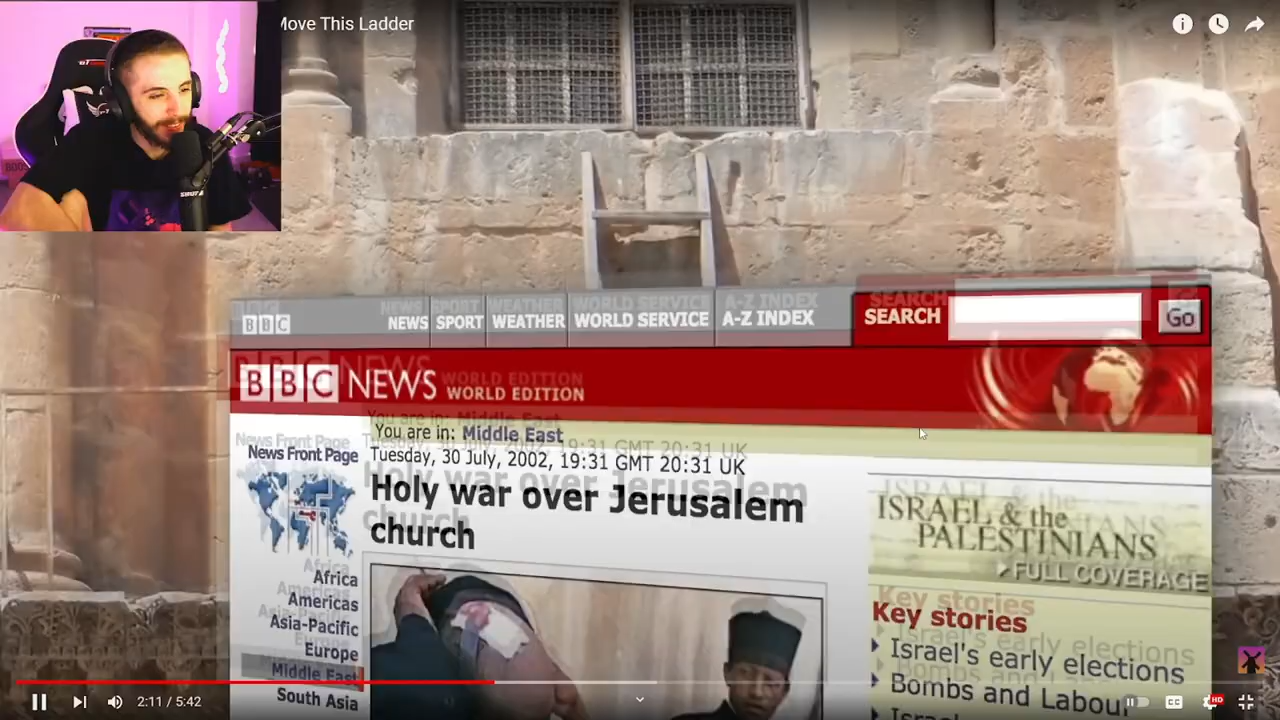 Move This Ladder
BBC NEWS SPORT WEATHER WORLD SERVICE A-Z INDEX SEARCH Go
BBC NEWS WORLD EDITION
You are in: Middle East
News Front Page
Tuesday, 30 July, 2002, 19:31 GMT 20:31 UK
Holy war over Jerusalem
church
Africa
Americas
Asia-Pacific
Europe
Middle East
South Asia
ISRAEL & the
PALESTINIANS
FULL COVERAGE
Key stories
Israel's early elections
Bombs and Labour
2:11 / 5:42
CC
HD